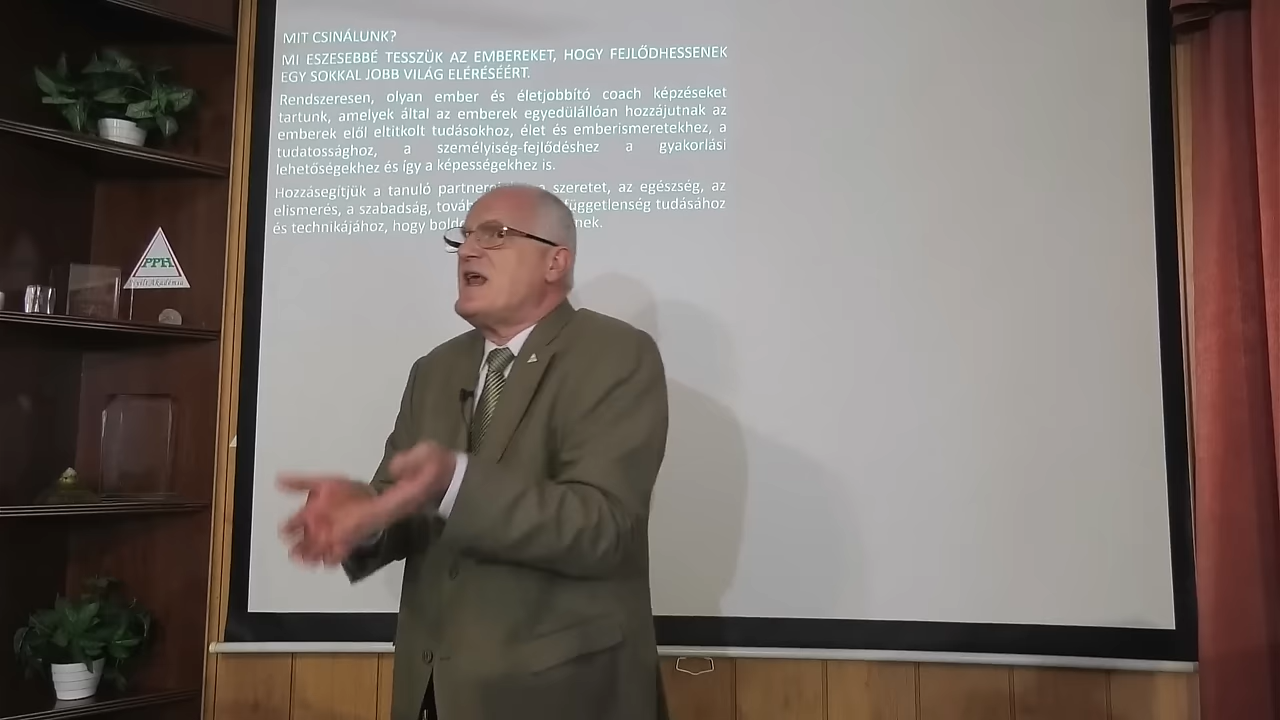 MIT CSINÁLUNK?
MI ESZESEBBÉ TESSZÜK AZ EMBEREKET, HOGY FEJLŐDHESSENEK
EGY SOKKAL JOBB VILÁG ELÉRÉSÉÉRT.
Rendszeresen, olyan ember és életjobbító coach képzéseket
tartunk, amelyek által az emberek egyedülállóan hozzájutnak az
emberek elől eltitkolt tudásokhoz, élet és emberismeretekhez, a
tudatossághoz, a személyiség-fejlődéshez a gyakorlási
lehetőségekhez és így a képességekhez is.
Hozzásegítjük a tanuló a szeretet, az egészség, az
elismerés, a szabadság, függetlenség tudásához
és technikájához, hogy
PPH
Nyílt Akadémia